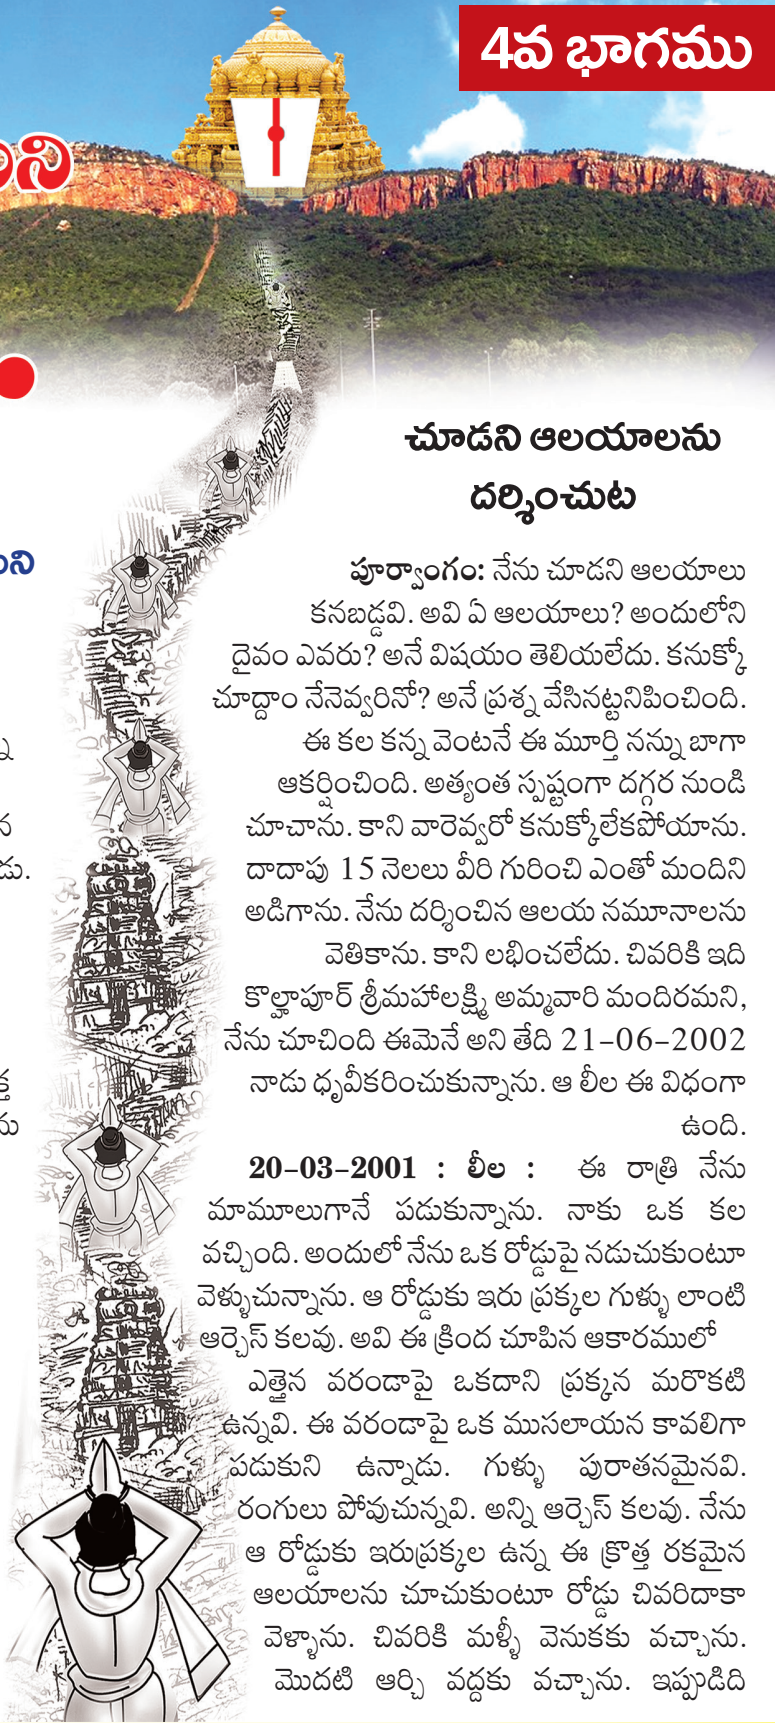 4వ భాగము
ని
ని
చూడని ఆలయాలను
దర్శించుట
పూర్వాంగం: నేను చూడని ఆలయాలు
కనబడ్డవి. అవి ఏ ఆలయాలు? అందులోని
దైవం ఎవరు? అనే విషయం తెలియలేదు. కనుక్కో
చూద్దాం నేనెవ్వరినో? అనే ప్రశ్న వేసినట్టనిపించింది.
ఈ కల కన్న వెంటనే ఈ మూర్తి నన్ను బాగా
ఆకర్షించింది. అత్యంత స్పష్టంగా దగ్గర నుండి
చూచాను. కాని వారెవ్వరో కనుక్కోలేకపోయాను.
దాదాపు 15 నెలలు వీరి గురించి ఎంతో మందిని
డు.
అడిగాను. నేను దర్శించిన ఆలయ నమూనాలను
వెతికాను. కాని లభించలేదు. చివరికి ఇది
కొల్హాపూర్ శ్రీమహాలక్ష్మి అమ్మవారి మందిరమని,
నేను చూచింది ఈమెనే అని తేది 21-06-2002
నాడు ధృవీకరించుకున్నాను. ఆ లీల ఈ విధంగా
ఉంది.
20-03-2001 : లీల : ఈ రాత్రి నేను
మామూలుగానే పడుకున్నాను. నాకు ఒక కల
వచ్చింది. అందులో నేను ఒక రోడ్డుపై నడుచుకుంటూ
వెళ్ళుచున్నాను. ఆ రోడ్డుకు ఇరు ప్రక్కల గుళ్ళు లాంటి
ఆర్చెస్ కలవు. అవి ఈ క్రింద చూపిన ఆకారములో
ఎత్తైన వరండాపై ఒకదాని ప్రక్కన మరొకటి
ఉన్నవి. ఈ వరండాపై ఒక ముసలాయన కావలిగా
పడుకుని ఉన్నాడు. గుళ్ళు పురాతనమైనవి.
రంగులు పోవుచున్నవి. అన్ని ఆర్చెస్ కలవు. నేను
ఆ రోడ్డుకు ఇరుప్రక్కల ఉన్న ఈ క్రొత్త రకమైన
ఆలయాలను చూచుకుంటూ రోడ్డు చివరిదాకా
వెళ్ళాను. చివరికి మళ్ళీ వెనుకకు వచ్చాను.
మొదటి ఆర్చి వద్దకు వచ్చాను. ఇప్పుడిది